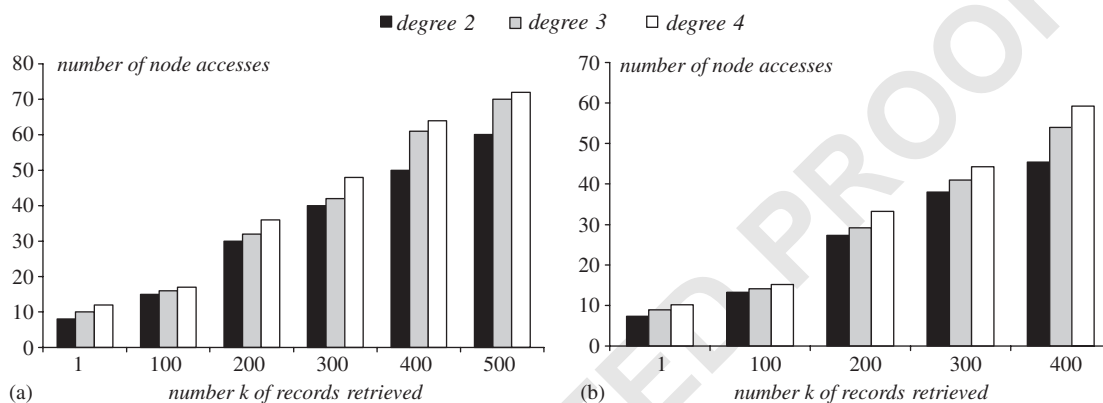 degree 2 degree 3 degree 4
number of node accesses
80
70
60
50
40
30
20
10
0
1 100 200 300 400 500
(a) number k of records retrieved
number of node accesses
70
60
50
40
30
20
10
0
1 100 200 300 400
(b) number k of records retrieved
TED PROO